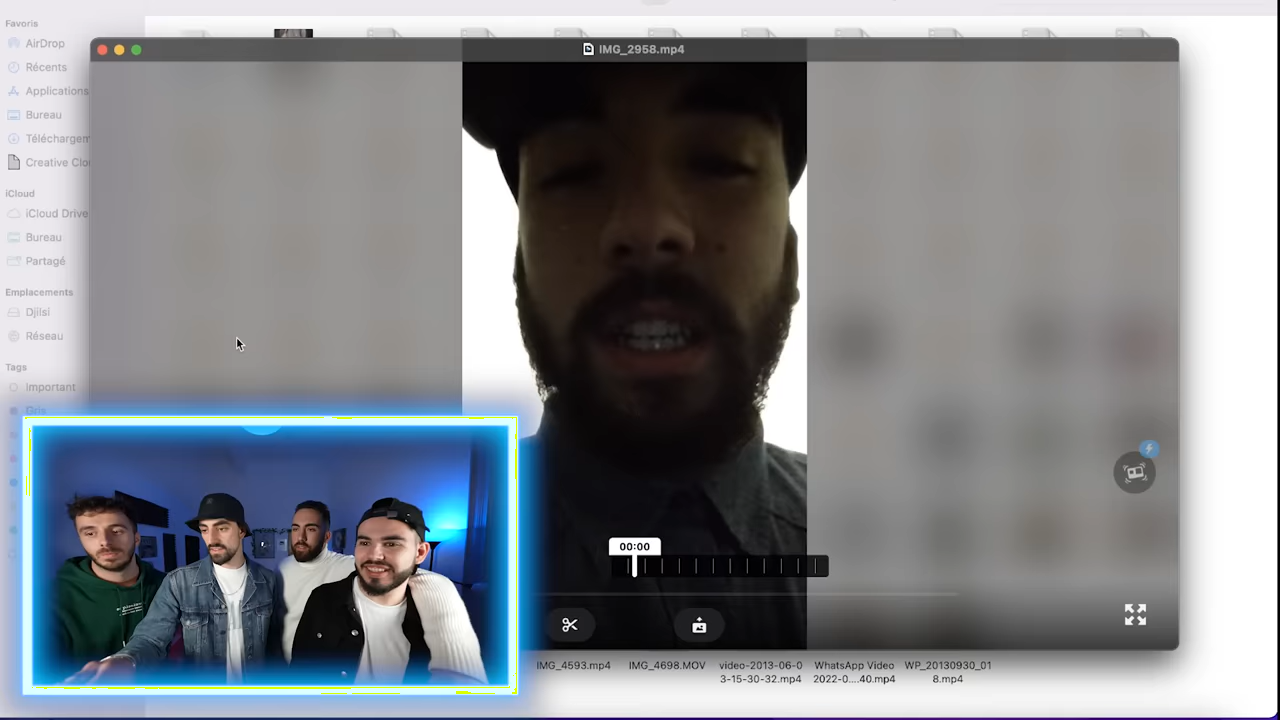 IMG_2958.mp4
Favoris
AirDrop
Récents
Applications
Bureau
Téléchargem
Creative Clo
iCloud
iCloud Drive
Bureau
Partagé
Emplacements
Djilsi
Réseau
Tags
Important
Gris
00:00
IMG_4593.mp4
IMG_4698.MOV
video-2013-06-0
3-15-30-32.mp4
WhatsApp Video
2022-0....40.mp4
WP_20130930_01
8.mp4